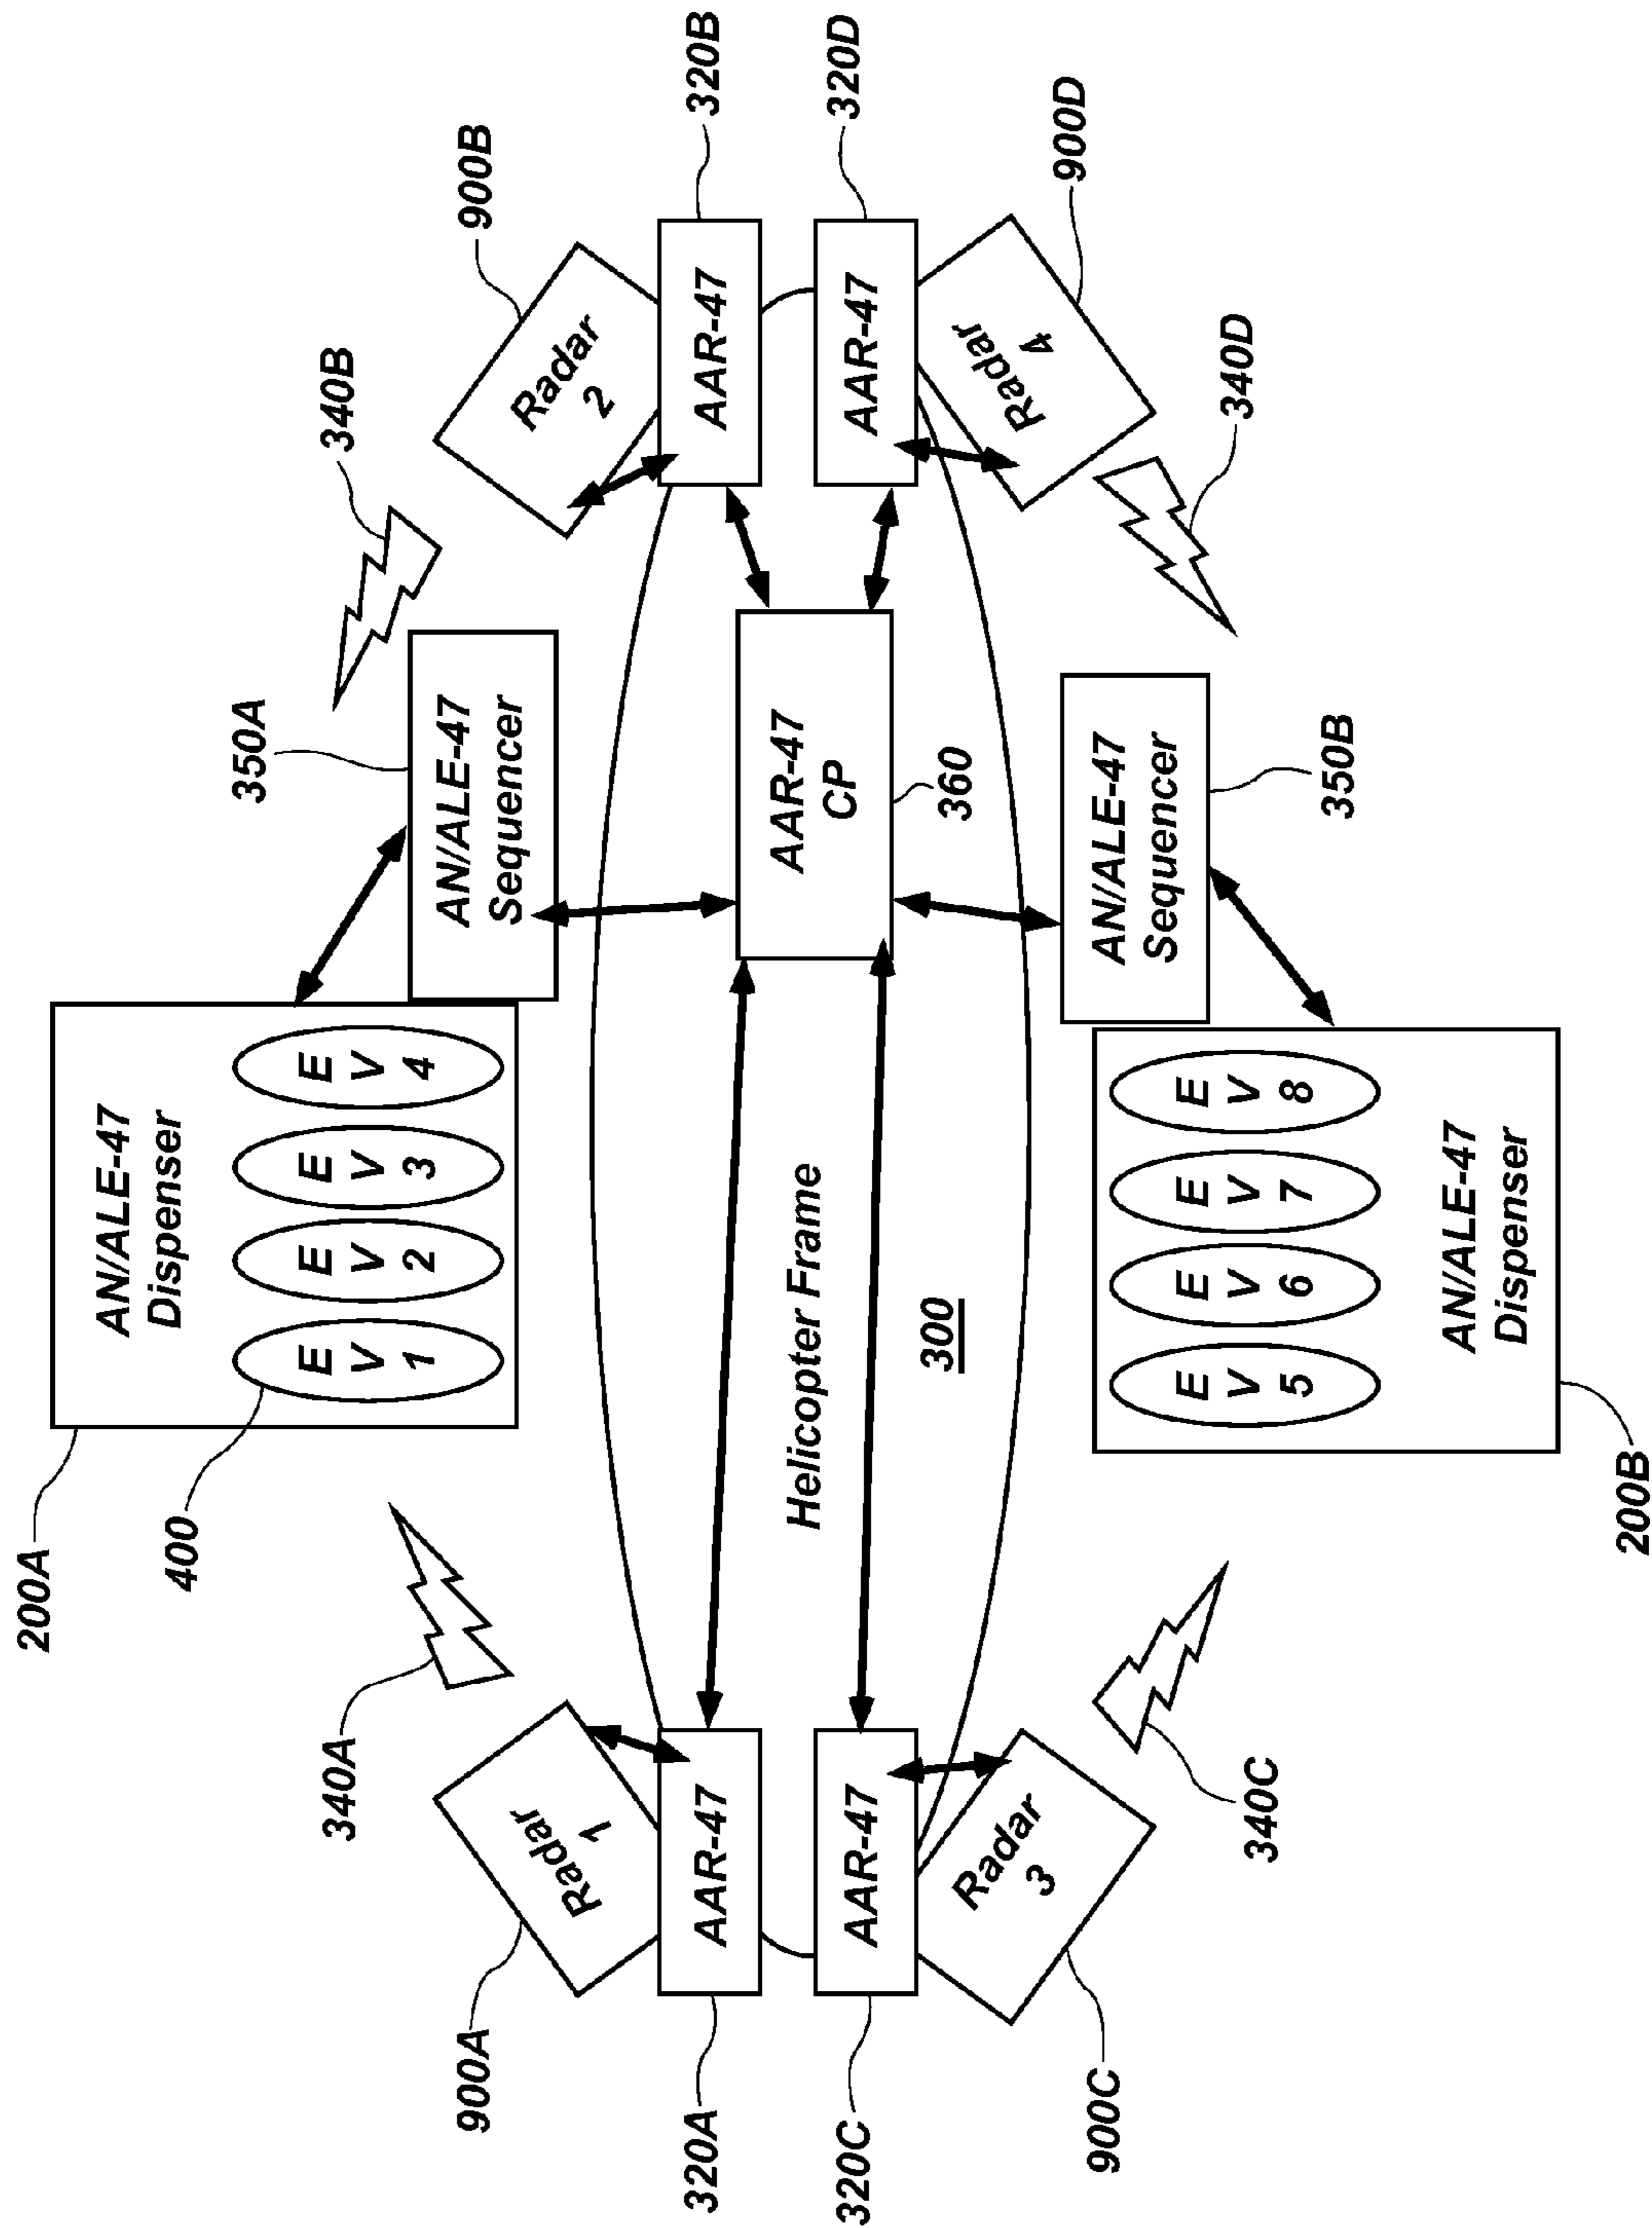 200A
400
AN/ALE-47
Dispenser
E
V
1
E
V
2
E
V
3
E
V
4
350A
AN/ALE-47
Sequencer
340A
340B
900A
Radar
1
900B
Radar
2
320A
AAR-47
320B
AAR-47
AAR-47
CP
360
Helicopter Frame
300
320C
AAR-47
320D
AAR-47
900C
Radar
3
900D
Radar
4
340C
340D
350B
AN/ALE-47
Sequencer
E
V
5
E
V
6
E
V
7
E
V
8
AN/ALE-47
Dispenser
200B